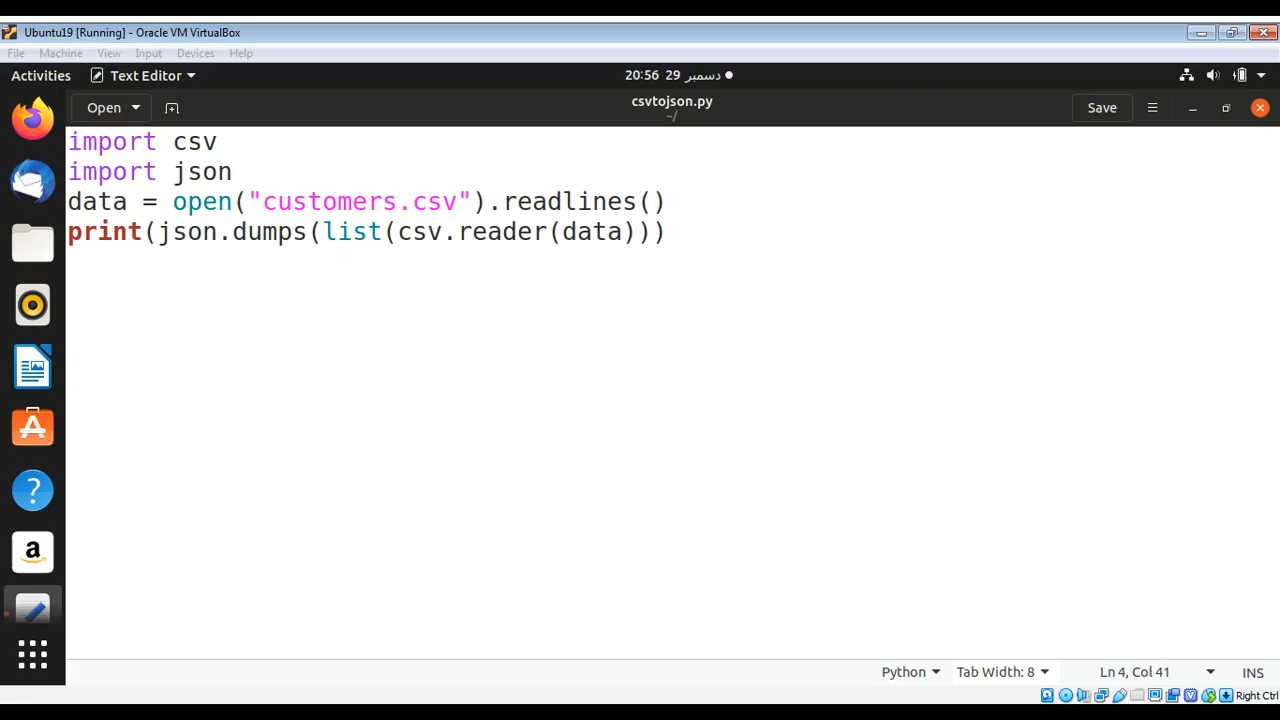 Ubuntu19 [Running] - Oracle VM VirtualBox
File Machine View Input Devices Help
Activities Text Editor 20:56 29 دسمبر
Open csvtojson.py Save
~/
import csv
import json
data = open("customers.csv").readlines()
print(json.dumps(list(csv.reader(data)))
Python Tab Width: 8 Ln 4, Col 41 INS
Right Ctrl